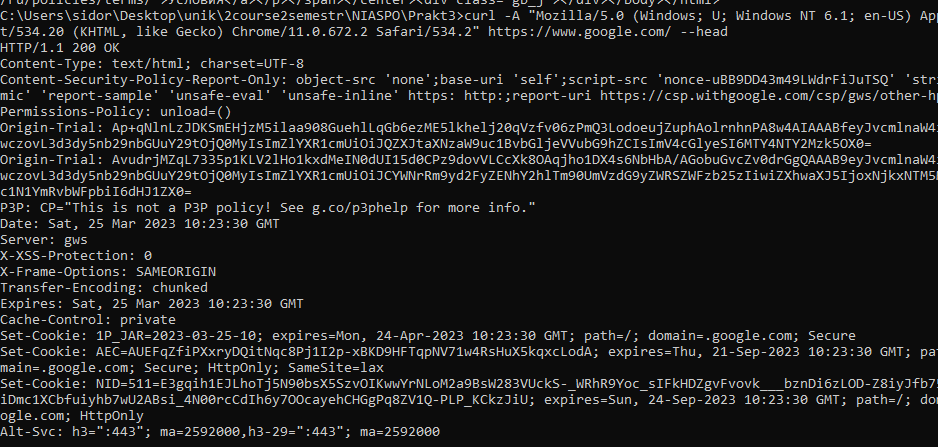 /ru/policies/terms/">Условия</a></p></span></center><div class="gb_j"></div></body></html>
C:\Users\sidor\Desktop\unik\2course2semestr\NIASPO\Prakt3>curl -A "Mozilla/5.0 (Windows; U; Windows NT 6.1; en-US) App
t/534.20 (KHTML, like Gecko) Chrome/11.0.672.2 Safari/534.2" https://www.google.com/ --head
HTTP/1.1 200 OK
Content-Type: text/html; charset=UTF-8
Content-Security-Policy-Report-Only: object-src 'none';base-uri 'self';script-src 'nonce-uBB9DD43m49LWdrFiJuTSQ' 'stri
mic' 'report-sample' 'unsafe-eval' 'unsafe-inline' https: http:;report-uri https://csp.withgoogle.com/csp/gws/other-hp
Permissions-Policy: unload=()
Origin-Trial: Ap+qNlnLzJDKSmEHjzM5ilaa908GuehlLqGb6ezME5lkhelj20qVzfv06zPmQ3LodoeujZuphAolrnhnPA8w4AIAAABfeyJvcmlnaW4i
wczovL3d3dy5nb29nbGUuY29tOjQ0MyIsImZlYXR1cmUiOiJQZXJtaXNzaW9uc1BvbGljeVVubG9hZCIsImV4cGlyeSI6MTY4NTY2Mzk5OX0=
Origin-Trial: AvudrjMZqL7335p1KLV2lHo1kxdMeIN0dUI15d0CPz9dovVLCcXk8OAqjho1DX4s6NbHbA/AGobuGvcZv0drGgQAAAB9eyJvcmlnaW4i
wczovL3d3dy5nb29nbGUuY29tOjQ0MyIsImZlYXR1cmUiOiJCYWNrRm9yd2FyZENhY2hlTm90UmVzdG9yZWRSZWFzb25zIiwiZXhwaXJ5IjoxNjkxNTM5M
c1N1YmRvbWFpbiI6dHJ1ZX0=
P3P: CP="This is not a P3P policy! See g.co/p3phelp for more info."
Date: Sat, 25 Mar 2023 10:23:30 GMT
Server: gws
X-XSS-Protection: 0
X-Frame-Options: SAMEORIGIN
Transfer-Encoding: chunked
Expires: Sat, 25 Mar 2023 10:23:30 GMT
Cache-Control: private
Set-Cookie: 1P_JAR=2023-03-25-10; expires=Mon, 24-Apr-2023 10:23:30 GMT; path=/; domain=.google.com; Secure
Set-Cookie: AEC=AUEFqZfiPXxryDQitNqc8Pj1I2p-xBKD9HFTqpNV71w4RsHuX5kqxcLodA; expires=Thu, 21-Sep-2023 10:23:30 GMT; pat
main=.google.com; Secure; HttpOnly; SameSite=lax
Set-Cookie: NID=511=E3gqih1EJLhoTj5N90bsX5SzvOIKwwYrNLoM2a9BsW283VUckS-_WRhR9Yoc_sIFkHDZgvFvovk___bznDi6zLOD-Z8iyJfb75
iDmc1XCbfuiyhb7wU2ABsi_4N00rcCdIh6y7OOcayehCHGgPq8ZV1Q-PLP_KCkzJiU; expires=Sun, 24-Sep-2023 10:23:30 GMT; path=/; dom
ogle.com; HttpOnly
Alt-Svc: h3=":443"; ma=2592000,h3-29=":443"; ma=2592000